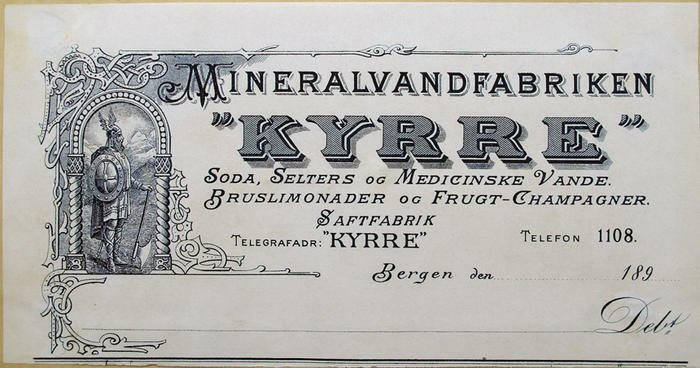 MINERALVANDFABRIKEN
"KYRRE"
SODA, SELTERS OG MEDICINSKE VANDE.
BRUSLIMONADER OG FRUGT-CHAMPAGNER.
SAFTFABRIK
TELEGRAFADR: "KYRRE" TELEFON 1108.
Bergen den 189
Debt.